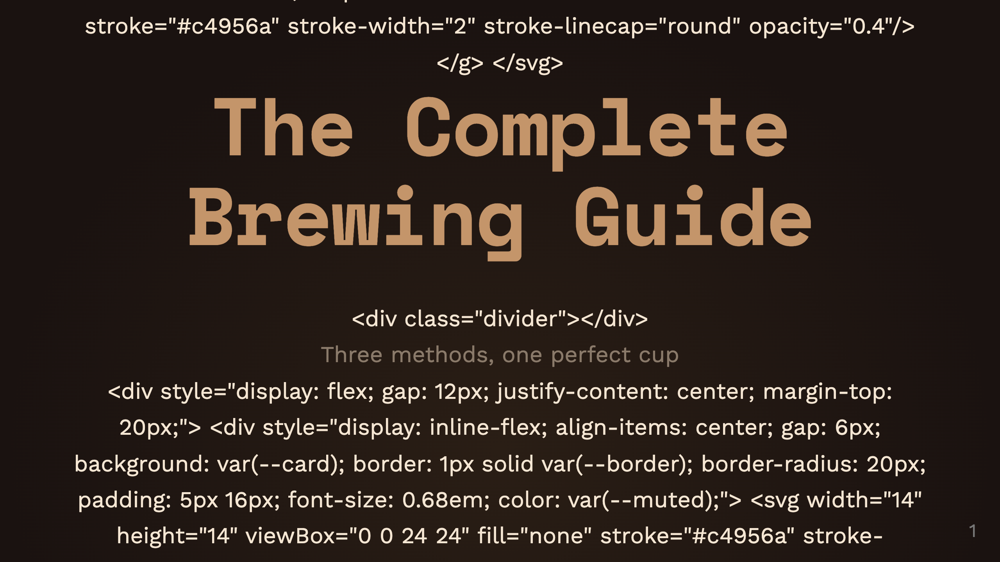 stroke="#c4956a" stroke-width="2" stroke-linecap="round" opacity="0.4"/>
</g> </svg>
The Complete
Brewing Guide
<div class="divider"></div>
Three methods, one perfect cup
<div style="display: flex; gap: 12px; justify-content: center; margin-top:
20px;"> <div style="display: inline-flex; align-items: center; gap: 6px;
background: var(--card); border: 1px solid var(--border); border-radius: 20px;
padding: 5px 16px; font-size: 0.68em; color: var(--muted);"> <svg width="14"
height="14" viewBox="0 0 24 24" fill="none" stroke="#c4956a" stroke-
1